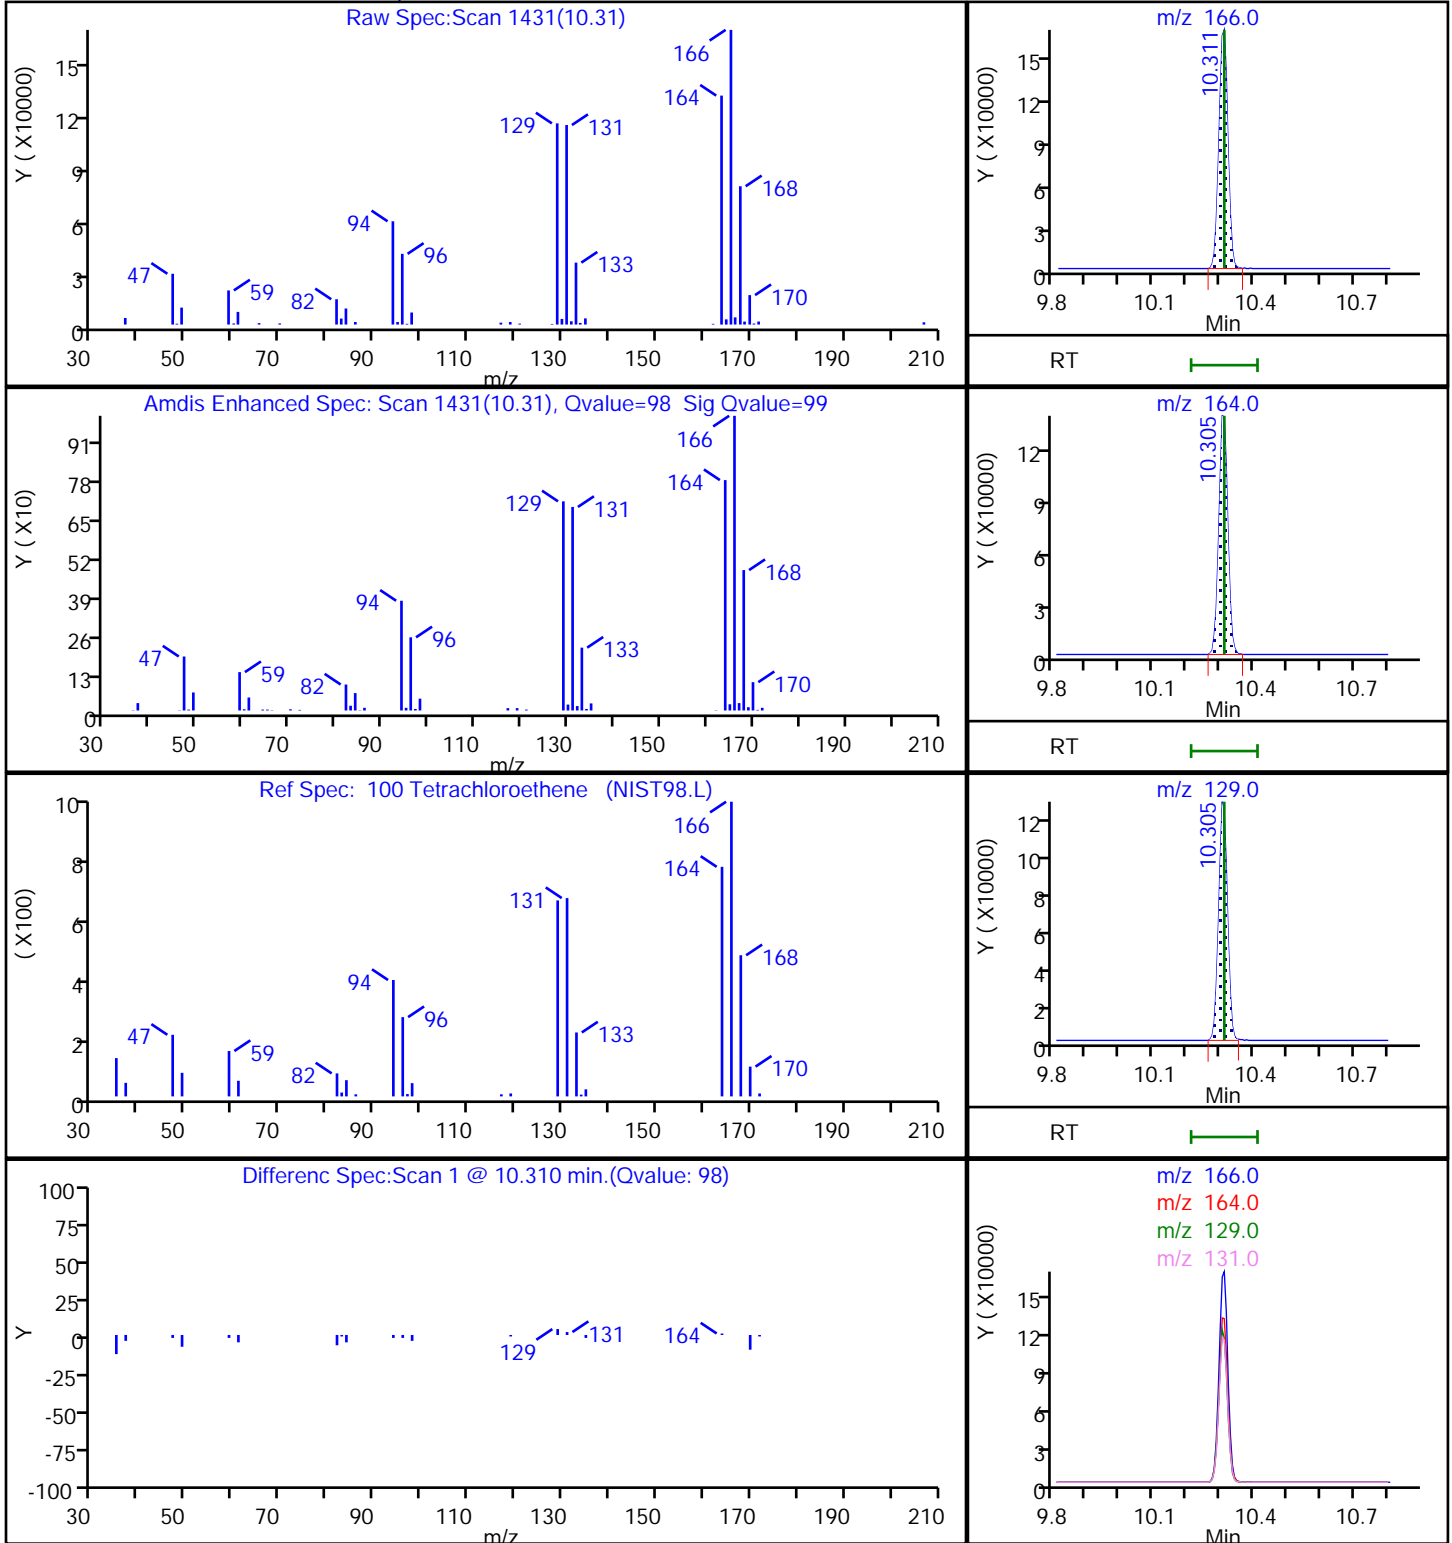 Raw Spec:Scan 1431(10.31)
Y ( X10000)
15
12
9
6
3
0
166
164
129
131
168
94
96
133
47
59
82
170
30 50 70 90 110 130 150 170 190 210
m/z
m/z 166.0
Y ( X10000)
15
12
9
6
3
0
10.311
9.8 10.1 10.4 10.7
Min
RT
Amdis Enhanced Spec: Scan 1431(10.31), Qvalue=98 Sig Qvalue=99
Y ( X10)
91
78
65
52
39
26
13
0
166
164
129
131
168
94
96
133
47
59
82
170
30 50 70 90 110 130 150 170 190 210
m/z
m/z 164.0
Y ( X10000)
12
9
6
3
0
10.305
9.8 10.1 10.4 10.7
Min
RT
Ref Spec: 100 Tetrachloroethene (NIST98.L)
( X100)
10
8
6
4
2
0
166
164
131
168
94
96
133
47
59
82
170
30 50 70 90 110 130 150 170 190 210
m/z
m/z 129.0
Y ( X10000)
12
10
8
6
4
2
0
10.305
9.8 10.1 10.4 10.7
Min
RT
Differenc Spec:Scan 1 @ 10.310 min.(Qvalue: 98)
Y
100
75
50
25
0
-25
-50
-75
-100
129
131
164
30 50 70 90 110 130 150 170 190 210
m/z
m/z 166.0
m/z 164.0
m/z 129.0
m/z 131.0
Y ( X10000)
15
12
9
6
3
0
9.8 10.1 10.4 10.7
Min